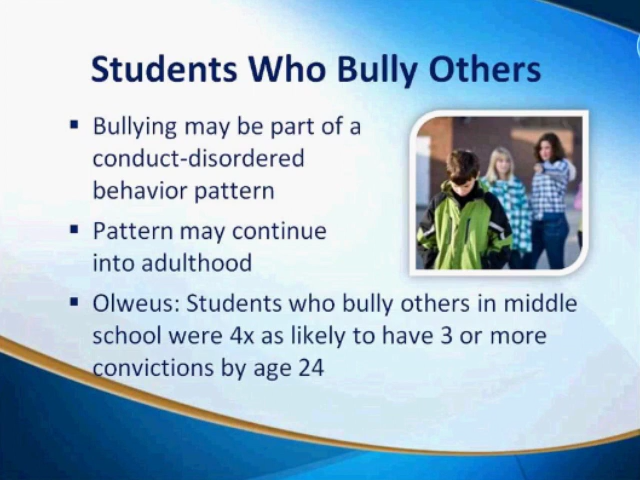 Students Who Bully Others
▪ Bullying may be part of a
conduct-disordered
behavior pattern
▪ Pattern may continue
into adulthood
▪ Olweus: Students who bully others in middle
school were 4x as likely to have 3 or more
convictions by age 24